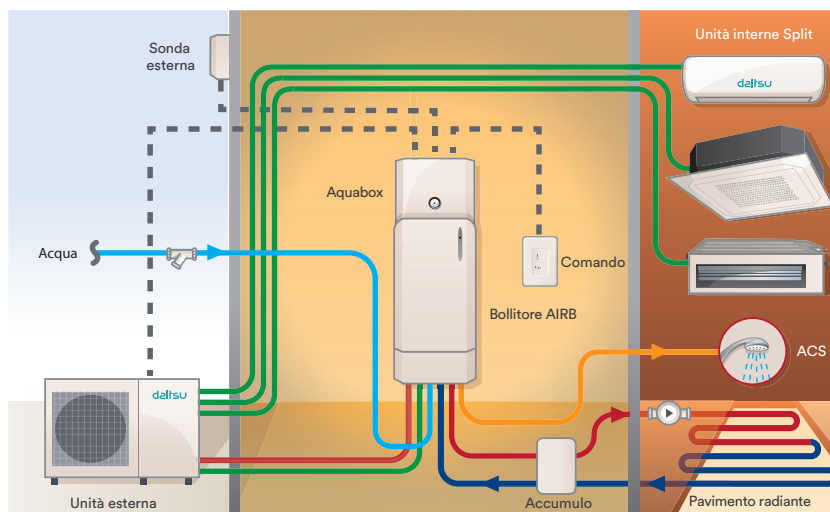 Sonda
esterna
Unità interne Split
daitsu
Aquabox
Acqua
Comando
Bollitore AIRB
ACS
daitsu
Unità esterna
Accumulo
Pavimento radiante